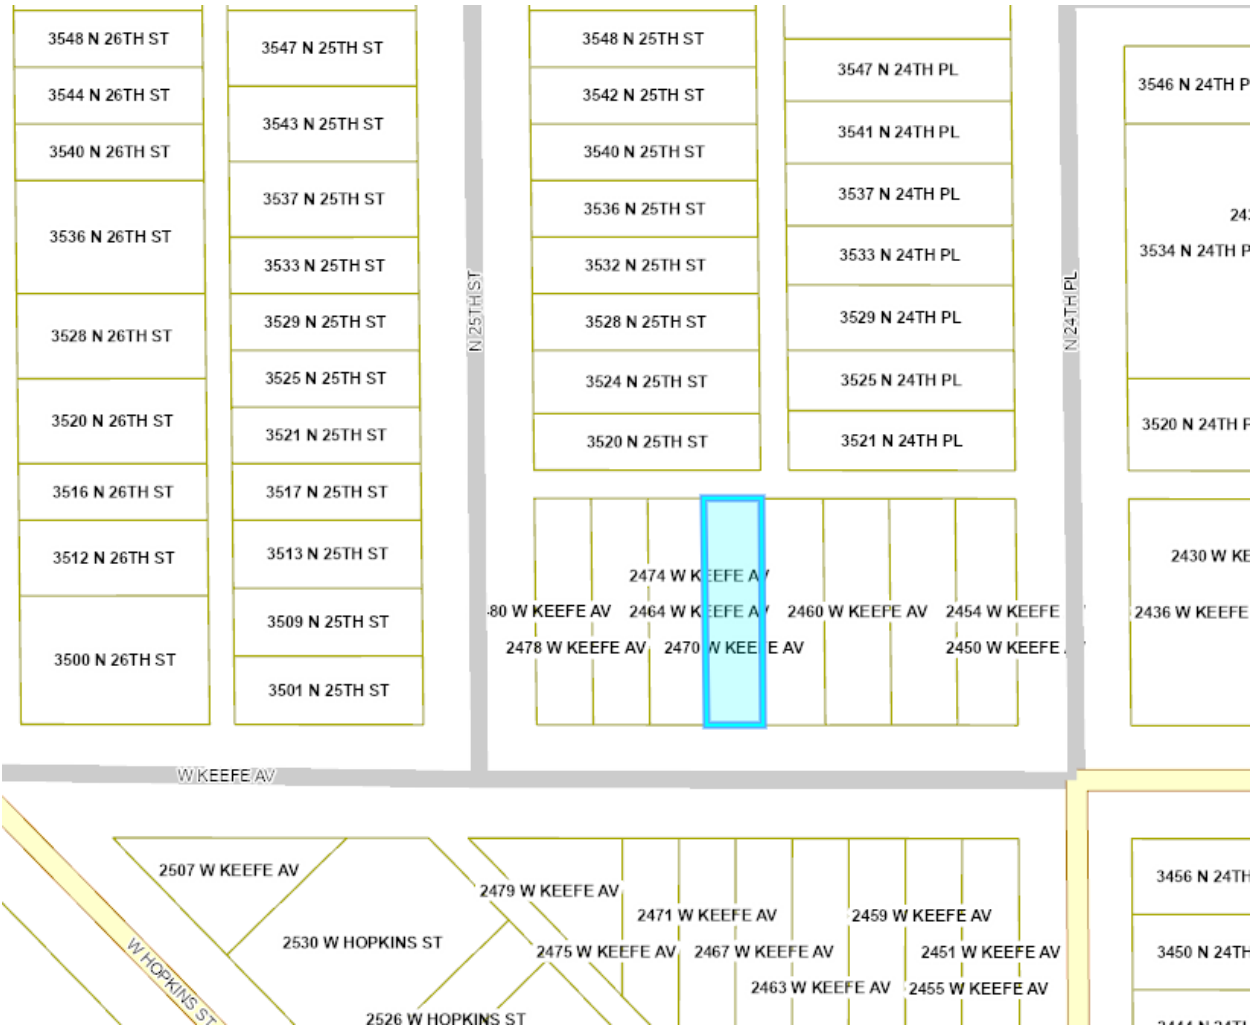 3548 N 26TH ST
3544 N 26TH ST
3540 N 26TH ST
3536 N 26TH ST
3528 N 26TH ST
3520 N 26TH ST
3516 N 26TH ST
3512 N 26TH ST
3500 N 26TH ST
3547 N 25TH ST
3543 N 25TH ST
3537 N 25TH ST
3533 N 25TH ST
3529 N 25TH ST
3525 N 25TH ST
3521 N 25TH ST
3517 N 25TH ST
3513 N 25TH ST
3509 N 25TH ST
3501 N 25TH ST
N 25TH ST
3548 N 25TH ST
3542 N 25TH ST
3540 N 25TH ST
3536 N 25TH ST
3532 N 25TH ST
3528 N 25TH ST
3524 N 25TH ST
3520 N 25TH ST
3547 N 24TH PL
3541 N 24TH PL
3537 N 24TH PL
3533 N 24TH PL
3529 N 24TH PL
3525 N 24TH PL
3521 N 24TH PL
N 24TH PL
3546 N 24TH P
243
3534 N 24TH P
3520 N 24TH P
2474 W KEEFE AV
80 W KEEFE AV
2464 W KEEFE AV
2460 W KEEFE AV
2454 W KEEFE
2478 W KEEFE AV
2470 W KEEFE AV
2450 W KEEFE
2430 W KE
2436 W KEEFE
W KEEFE AV
2507 W KEEFE AV
2530 W HOPKINS ST
W HOPKINS ST
2526 W HOPKINS ST
2479 W KEEFE AV
2471 W KEEFE AV
2459 W KEEFE AV
2475 W KEEFE AV
2467 W KEEFE AV
2451 W KEEFE AV
2463 W KEEFE AV
2455 W KEEFE AV
3456 N 24TH
3450 N 24TH